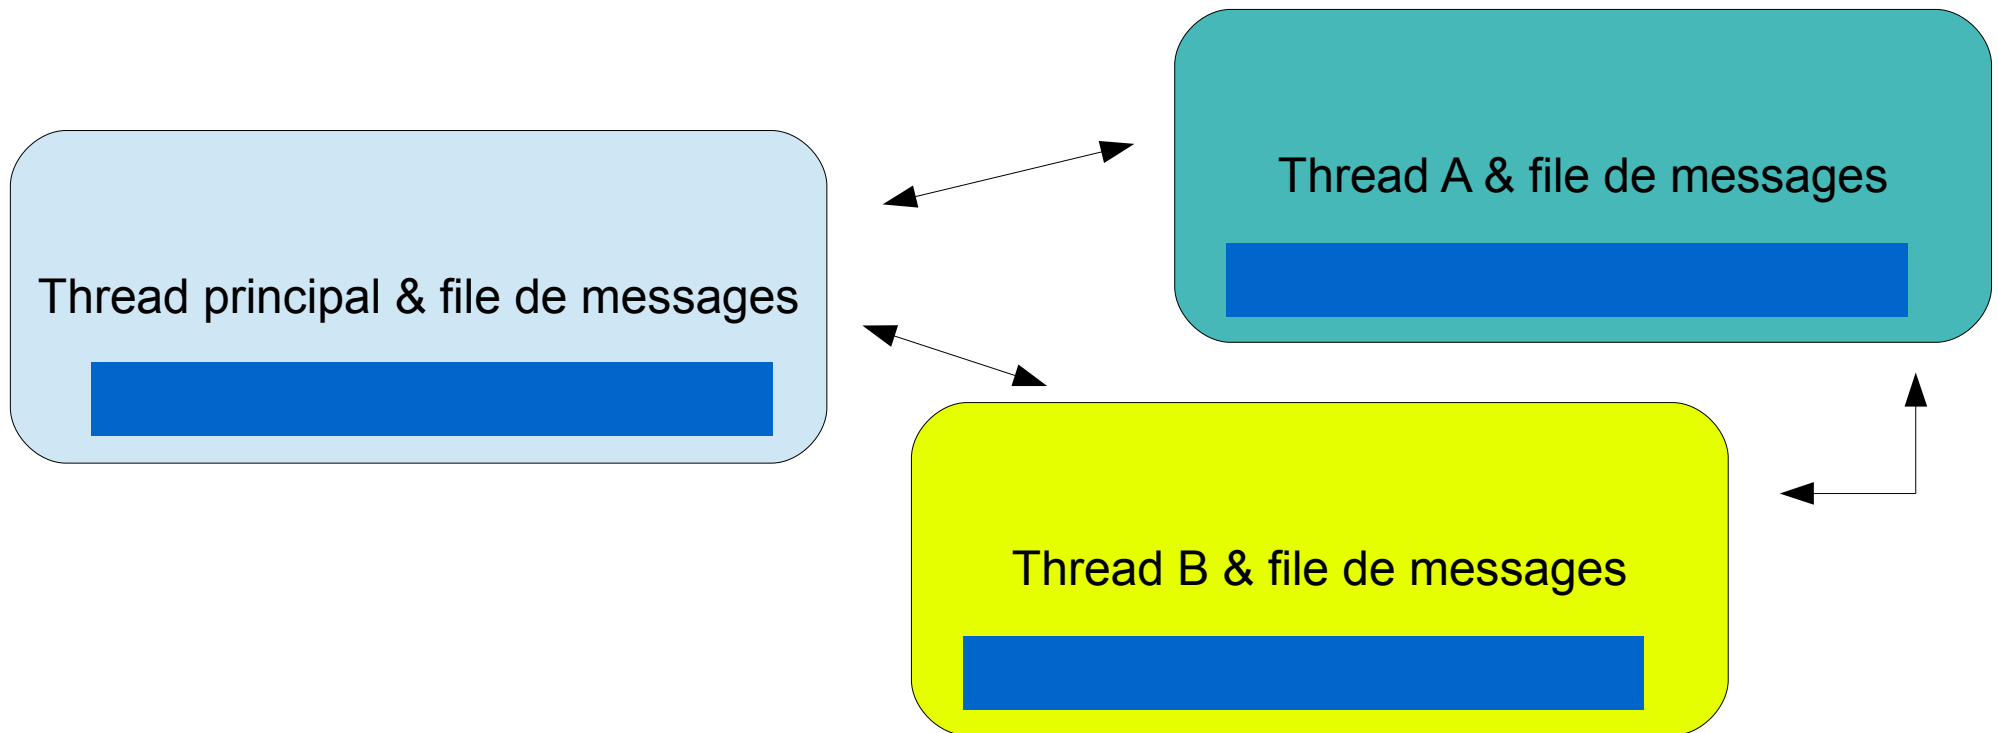 Thread principal & file de messages
Thread A & file de messages
Thread B & file de messages